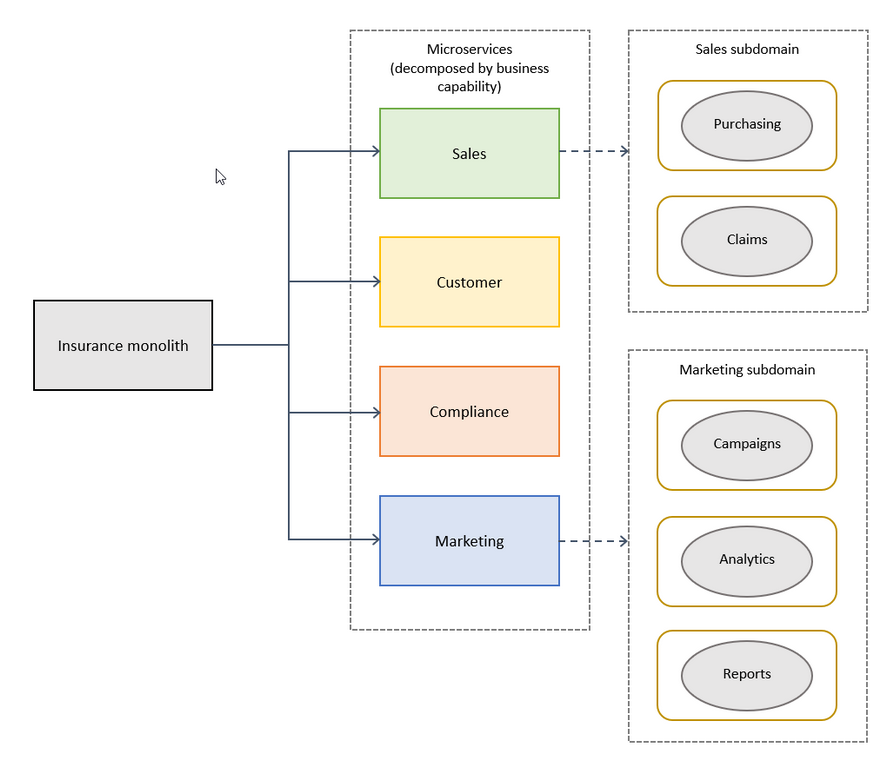 Microservices
(decomposed by business
capability)
Sales subdomain
Purchasing
Sales
Claims
Customer
Insurance monolith
Marketing subdomain
Compliance
Campaigns
Marketing
Analytics
Reports